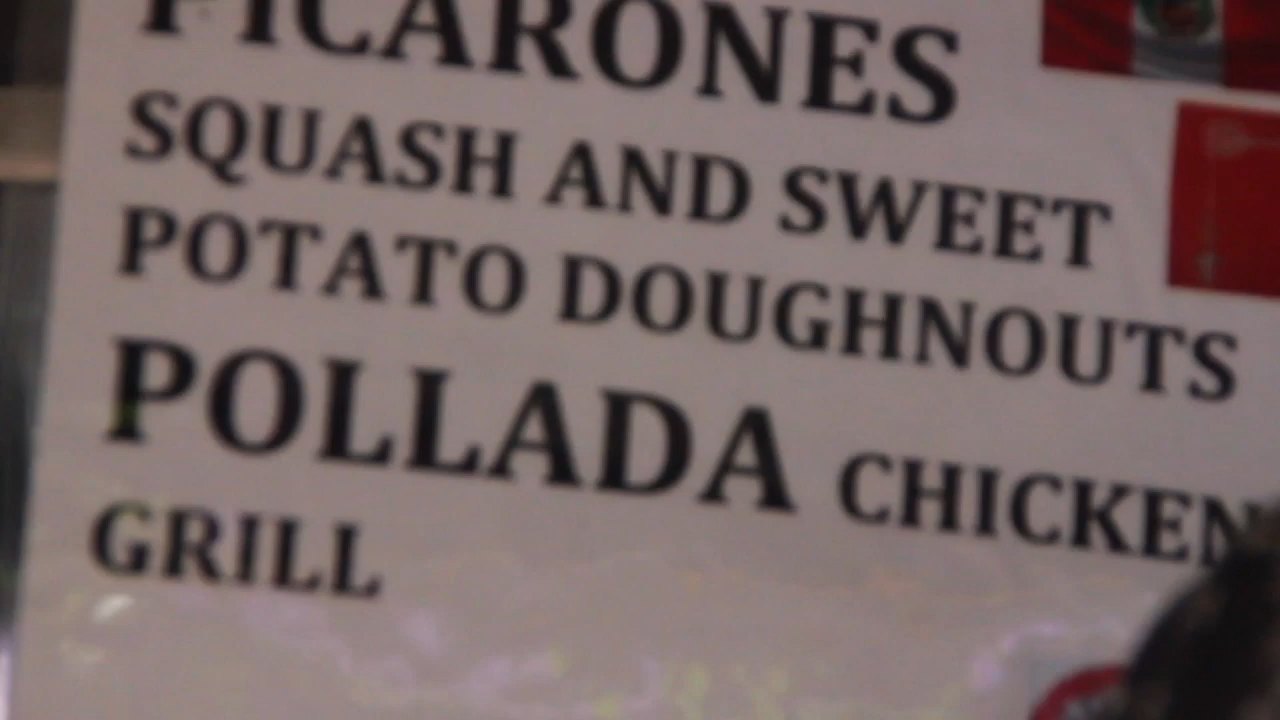 PICARONES
SQUASH AND SWEET
POTATO DOUGHNOUTS
POLLADA CHICKEN
GRILL